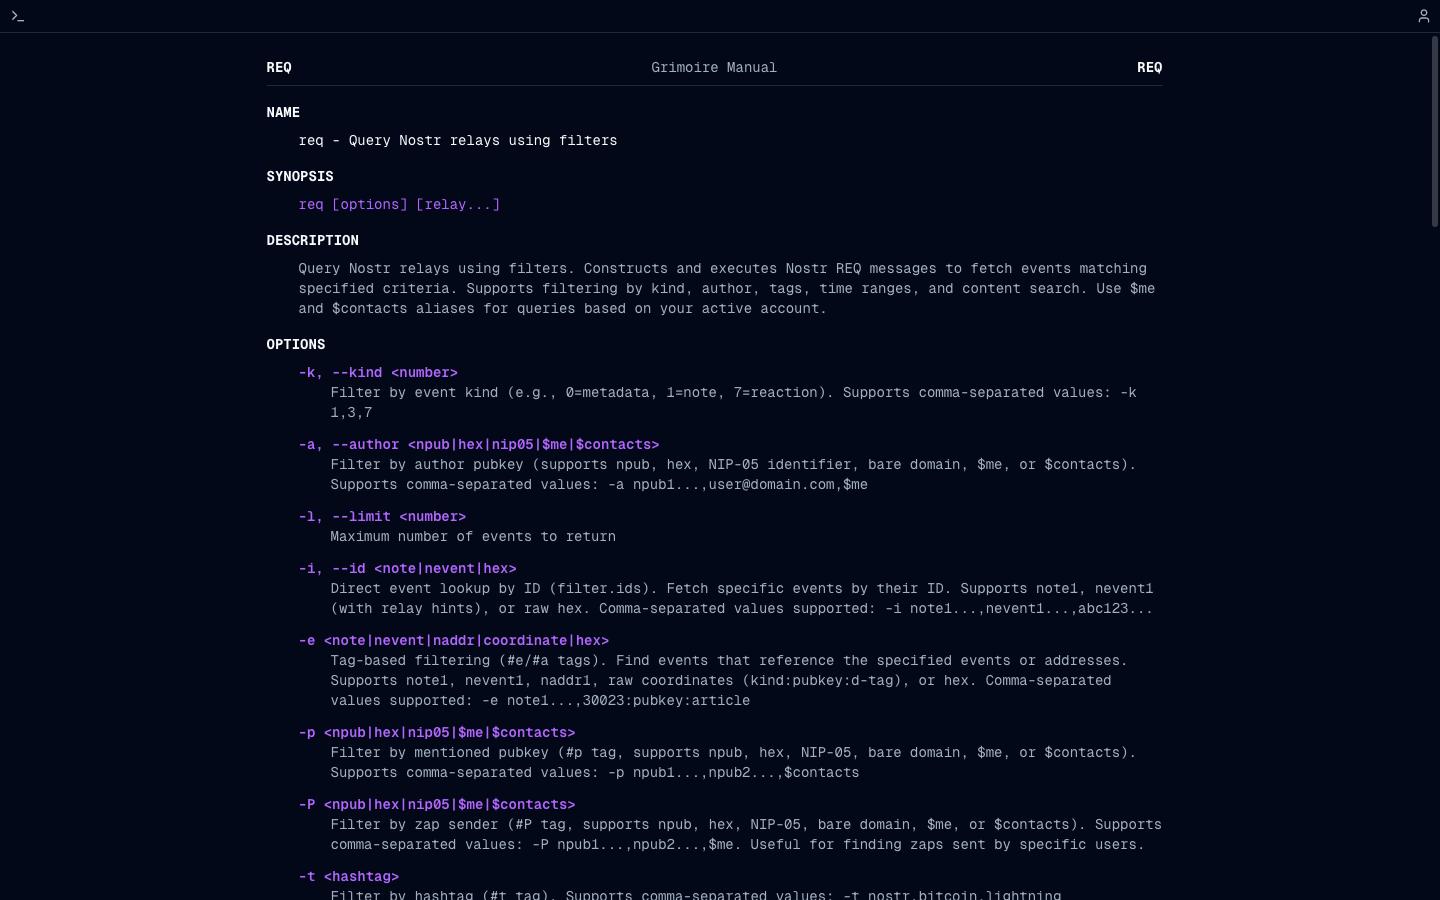 REQ Grimoire Manual REQ
NAME
req - Query Nostr relays using filters
SYNOPSIS
req [options] [relay...]
DESCRIPTION
Query Nostr relays using filters. Constructs and executes Nostr REQ messages to fetch events matching
specified criteria. Supports filtering by kind, author, tags, time ranges, and content search. Use $me
and $contacts aliases for queries based on your active account.
OPTIONS
-k, --kind <number>
Filter by event kind (e.g., 0=metadata, 1=note, 7=reaction). Supports comma-separated values: -k
1,3,7
-a, --author <npub|hex|nip05|$me|$contacts>
Filter by author pubkey (supports npub, hex, NIP-05 identifier, bare domain, $me, or $contacts).
Supports comma-separated values: -a npub1...,user@domain.com,$me
-l, --limit <number>
Maximum number of events to return
-i, --id <note|nevent|hex>
Direct event lookup by ID (filter.ids). Fetch specific events by their ID. Supports note1, nevent1
(with relay hints), or raw hex. Comma-separated values supported: -i note1...,nevent1...,abc123...
-e <note|nevent|naddr|coordinate|hex>
Tag-based filtering (#e/#a tags). Find events that reference the specified events or addresses.
Supports note1, nevent1, naddr1, raw coordinates (kind:pubkey:d-tag), or hex. Comma-separated
values supported: -e note1...,30023:pubkey:article
-p <npub|hex|nip05|$me|$contacts>
Filter by mentioned pubkey (#p tag, supports npub, hex, NIP-05, bare domain, $me, or $contacts).
Supports comma-separated values: -p npub1...,npub2...,$contacts
-P <npub|hex|nip05|$me|$contacts>
Filter by zap sender (#P tag, supports npub, hex, NIP-05, bare domain, $me, or $contacts). Supports
comma-separated values: -P npub1...,npub2...,$me. Useful for finding zaps sent by specific users.
-t <hashtag>
Filter by hashtag (#t tag). Supports comma-separated values: -t nostr,bitcoin,lightning